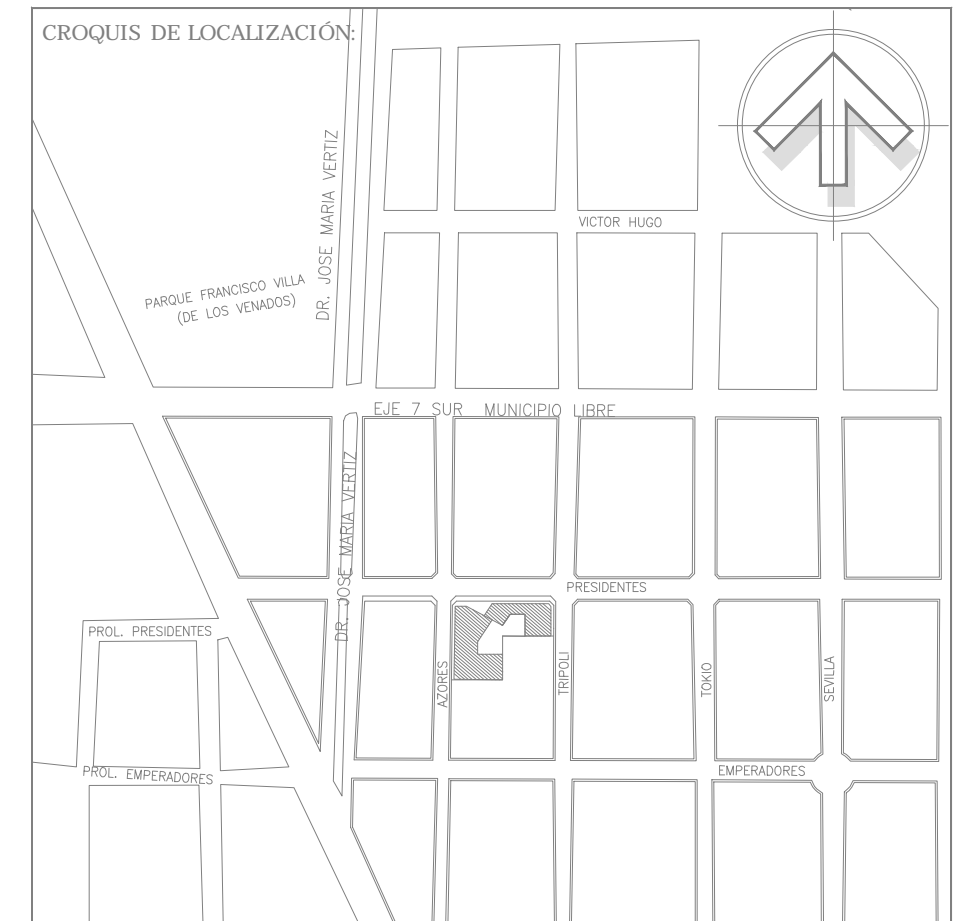 CROQUIS DE LOCALIZACIÓN:
DR. JOSE MARIA VERTIZ
VICTOR HUGO
PARQUE FRANCISCO VILLA
(DE LOS VENADOS)
EJE 7 SUR MUNICIPIO LIBRE
DR. JOSE MARIA VERTIZ
PRESIDENTES
PROL. PRESIDENTES
AZORES
TRIPOLI
TOKIO
SEVILLA
PROL. EMPERADORES
EMPERADORES